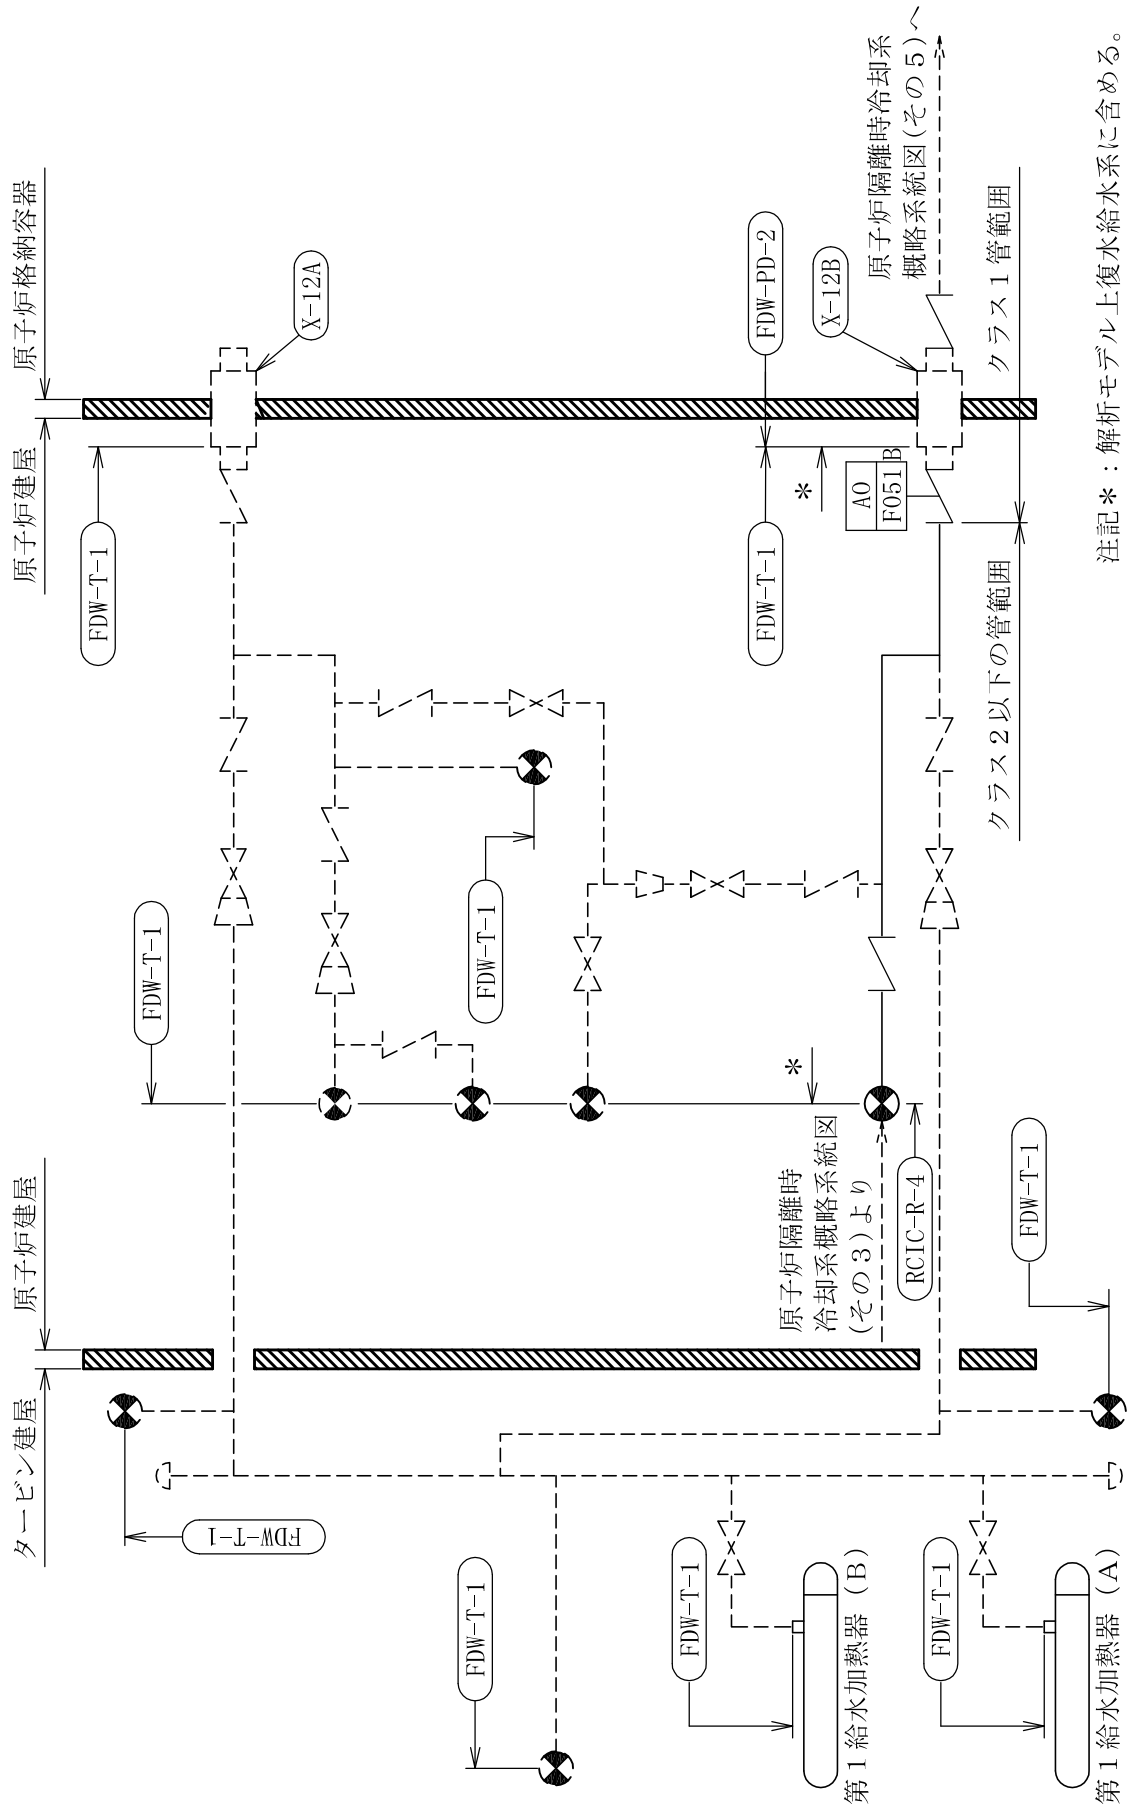 タービン建屋
原子炉建屋
原子炉建屋
原子炉格納容器
FDW-T-1
FDW-T-1
FDW-T-1
X-12A
FDW-T-1
FDW-T-1
FDW-T-1
FDW-PD-2
FDW-T-1
第1給水加熱器（B）
原子炉隔離時
冷却系概略系統図
(その3)より
*
*
AO
F051B
X-12B
原子炉隔離時冷却系
概略系統図(その5)へ
RCIC-R-4
FDW-T-1
FDW-T-1
第1給水加熱器（A）
クラス2以下の管範囲
クラス1管範囲
注記*：解析モデル上復水給水系に含める。